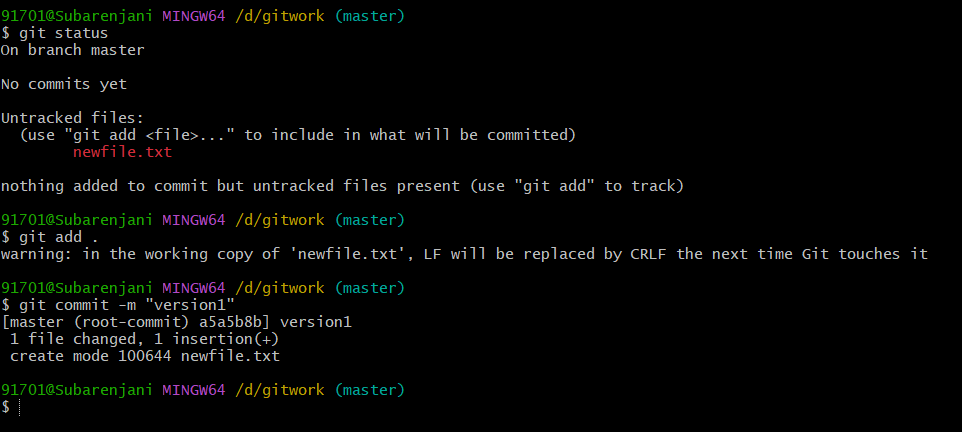 91701@Subarenjani MINGW64 /d/gitwork (master)
$ git status
On branch master
No commits yet
Untracked files:
  (use "git add <file>..." to include in what will be committed)
        newfile.txt
nothing added to commit but untracked files present (use "git add" to track)
91701@Subarenjani MINGW64 /d/gitwork (master)
$ git add .
warning: in the working copy of 'newfile.txt', LF will be replaced by CRLF the next time Git touches it
91701@Subarenjani MINGW64 /d/gitwork (master)
$ git commit -m "version1"
[master (root-commit) a5a5b8b] version1
 1 file changed, 1 insertion(+)
 create mode 100644 newfile.txt
91701@Subarenjani MINGW64 /d/gitwork (master)
$